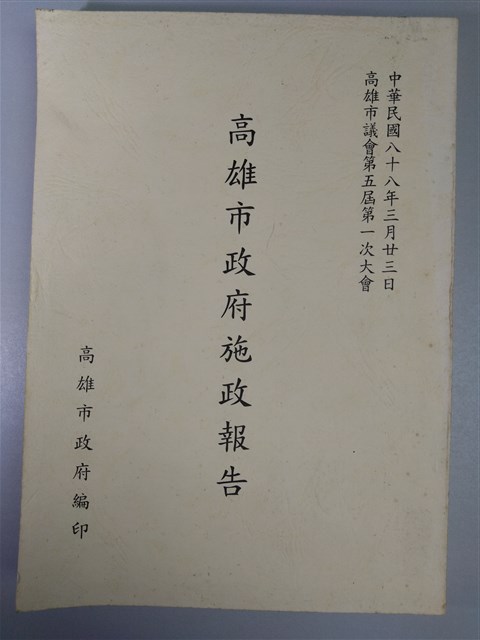 中華民國八十八年三月廿三日
高雄市議會第五屆第一次大會
高雄市政府施政報告
高雄市政府編印